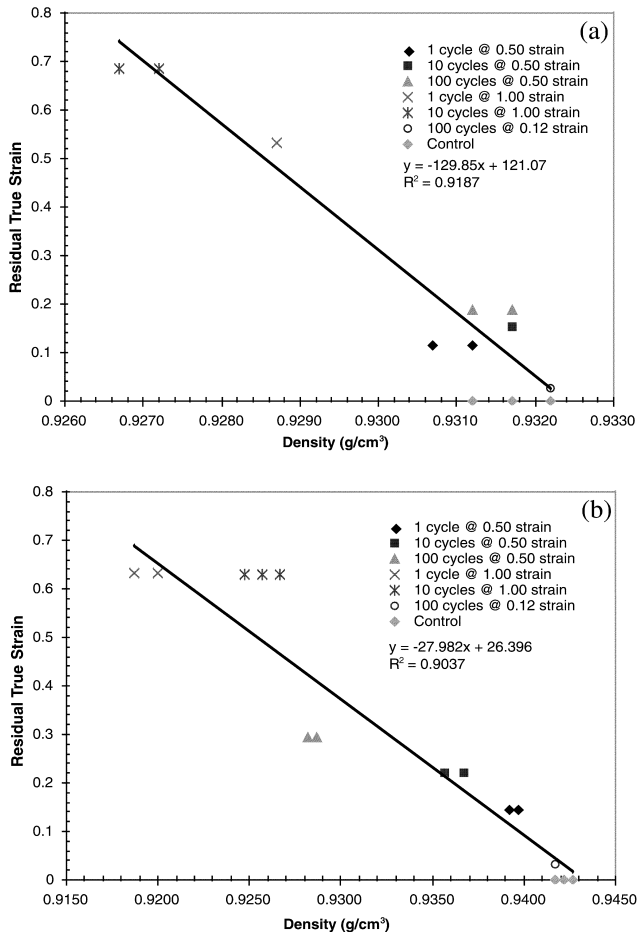 (a)
0.8
0.7
0.6
0.5
0.4
0.3
0.2
0.1
0
Residual True Strain
1 cycle @ 0.50 strain
10 cycles @ 0.50 strain
100 cycles @ 0.50 strain
1 cycle @ 1.00 strain
10 cycles @ 1.00 strain
100 cycles @ 0.12 strain
Control
y = -129.85x + 121.07
R² = 0.9187
0.9260 0.9270 0.9280 0.9290 0.9300 0.9310 0.9320 0.9330
Density (g/cm³)
(b)
0.8
0.7
0.6
0.5
0.4
0.3
0.2
0.1
0
Residual True Strain
1 cycle @ 0.50 strain
10 cycles @ 0.50 strain
100 cycles @ 0.50 strain
1 cycle @ 1.00 strain
10 cycles @ 1.00 strain
100 cycles @ 0.12 strain
Control
y = -27.982x + 26.396
R² = 0.9037
0.9150 0.9200 0.9250 0.9300 0.9350 0.9400 0.9450
Density (g/cm³)